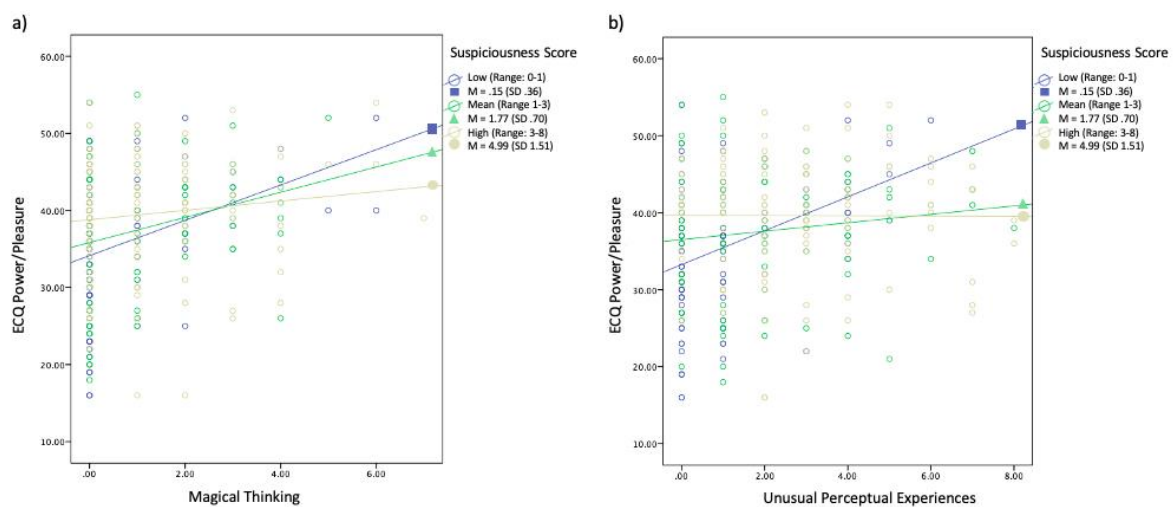 a)
60.00
50.00
40.00
30.00
20.00
10.00
ECQ Power/Pleasure
.00 2.00 4.00 6.00
Magical Thinking
Suspiciousness Score
Low (Range: 0-1)
M = .15 (SD .36)
Mean (Range 1-3)
M = 1.77 (SD .70)
High (Range: 3-8)
M = 4.99 (SD 1.51)
b)
60.00
50.00
40.00
30.00
20.00
10.00
ECQ Power/Pleasure
.00 2.00 4.00 6.00 8.00
Unusual Perceptual Experiences
Suspiciousness Score
Low (Range: 0-1)
M = .15 (SD .36)
Mean (Range 1-3)
M = 1.77 (SD .70)
High (Range: 3-8)
M = 4.99 (SD 1.51)